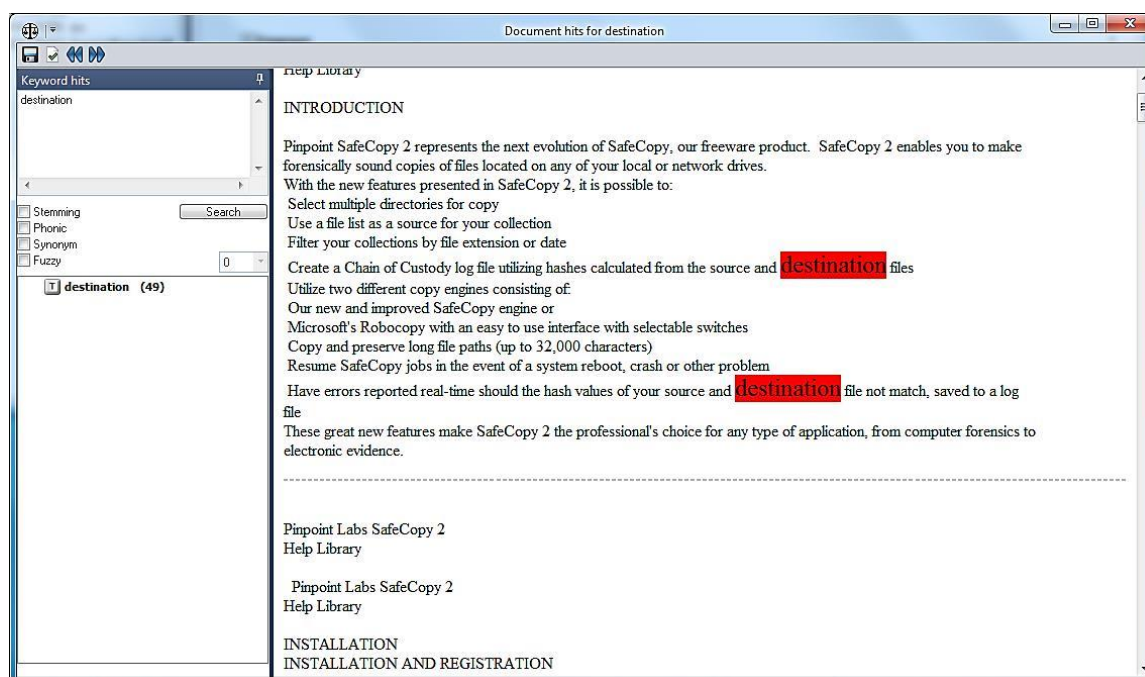 Document hits for destination
Keyword hits
destination
Stemming
Search
Phonic
Synonym
Fuzzy
0
T destination (49)
Help Library
INTRODUCTION
Pinpoint SafeCopy 2 represents the next evolution of SafeCopy, our freeware product. SafeCopy 2 enables you to make
forensically sound copies of files located on any of your local or network drives.
With the new features presented in SafeCopy 2, it is possible to:
Select multiple directories for copy
Use a file list as a source for your collection
Filter your collections by file extension or date
Create a Chain of Custody log file utilizing hashes calculated from the source and destination files
Utilize two different copy engines consisting of:
Our new and improved SafeCopy engine or
Microsoft's Robocopy with an easy to use interface with selectable switches
Copy and preserve long file paths (up to 32,000 characters)
Resume SafeCopy jobs in the event of a system reboot, crash or other problem
Have errors reported real-time should the hash values of your source and destination file not match, saved to a log
file
These great new features make SafeCopy 2 the professional's choice for any type of application, from computer forensics to
electronic evidence.
Pinpoint Labs SafeCopy 2
Help Library
Pinpoint Labs SafeCopy 2
Help Library
INSTALLATION
INSTALLATION AND REGISTRATION